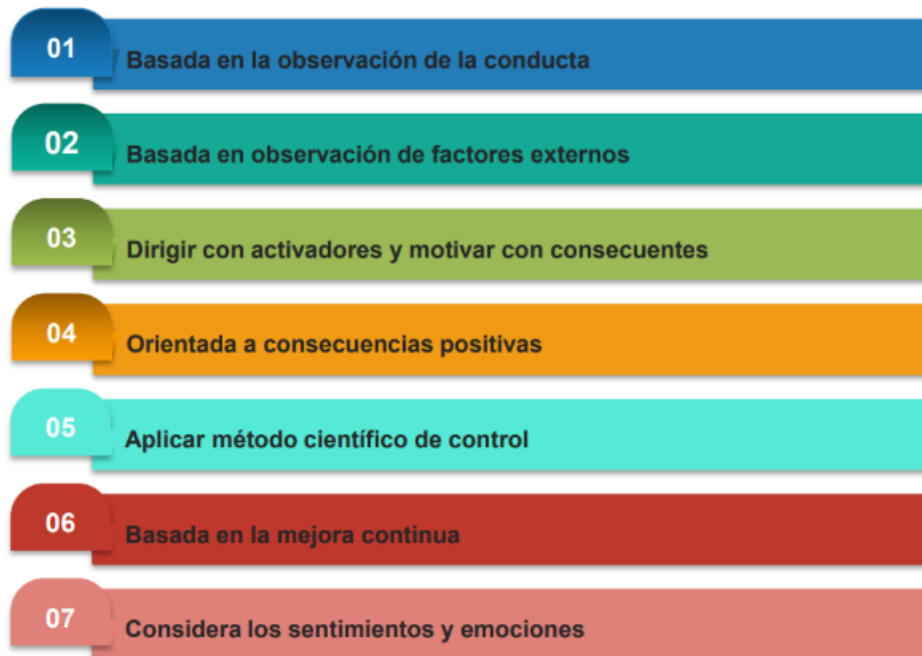 01
Basada en la observación de la conducta
02
Basada en observación de factores externos
03
Dirigir con activadores y motivar con consecuentes
04
Orientada a consecuencias positivas
05
Aplicar método científico de control
06
Basada en la mejora continua
07
Considera los sentimientos y emociones